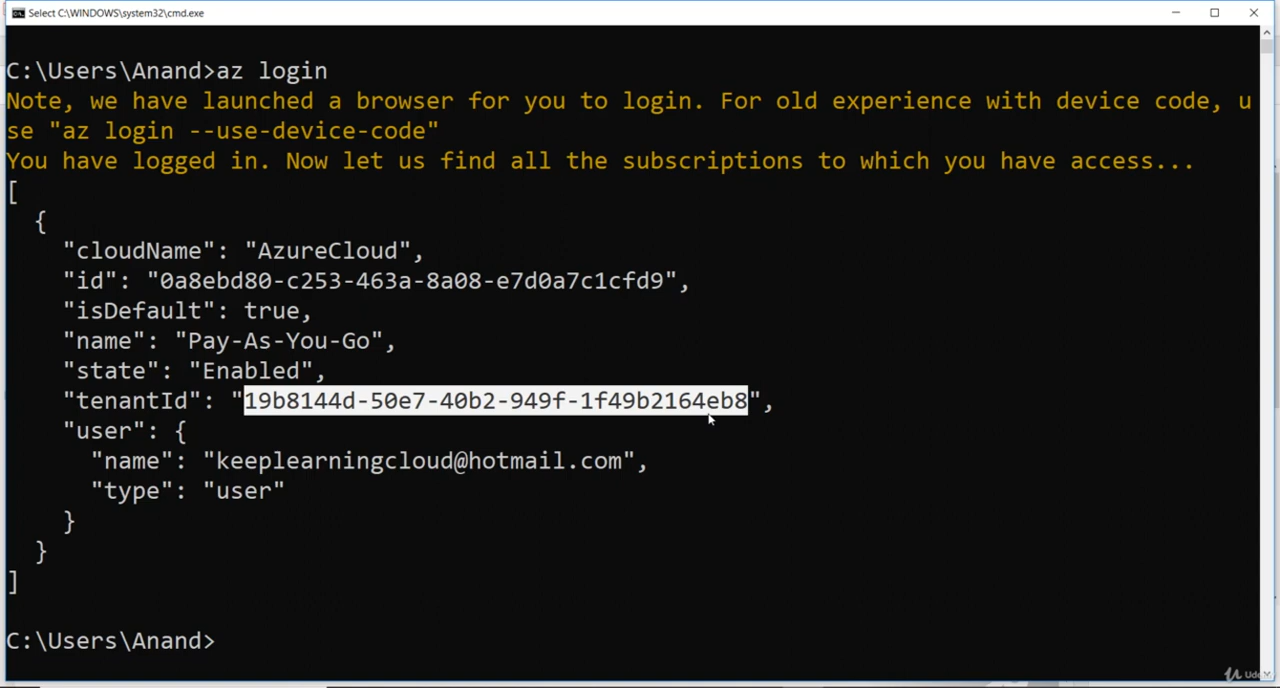 Select C:\WINDOWS\system32\cmd.exe
C:\Users\Anand>az login
Note, we have launched a browser for you to login. For old experience with device code, u
se "az login --use-device-code"
You have logged in. Now let us find all the subscriptions to which you have access...
[
  {
    "cloudName": "AzureCloud",
    "id": "0a8ebd80-c253-463a-8a08-e7d0a7c1cfd9",
    "isDefault": true,
    "name": "Pay-As-You-Go",
    "state": "Enabled",
    "tenantId": "19b8144d-50e7-40b2-949f-1f49b2164eb8",
    "user": {
      "name": "keeplearningcloud@hotmail.com",
      "type": "user"
    }
  }
]
C:\Users\Anand>